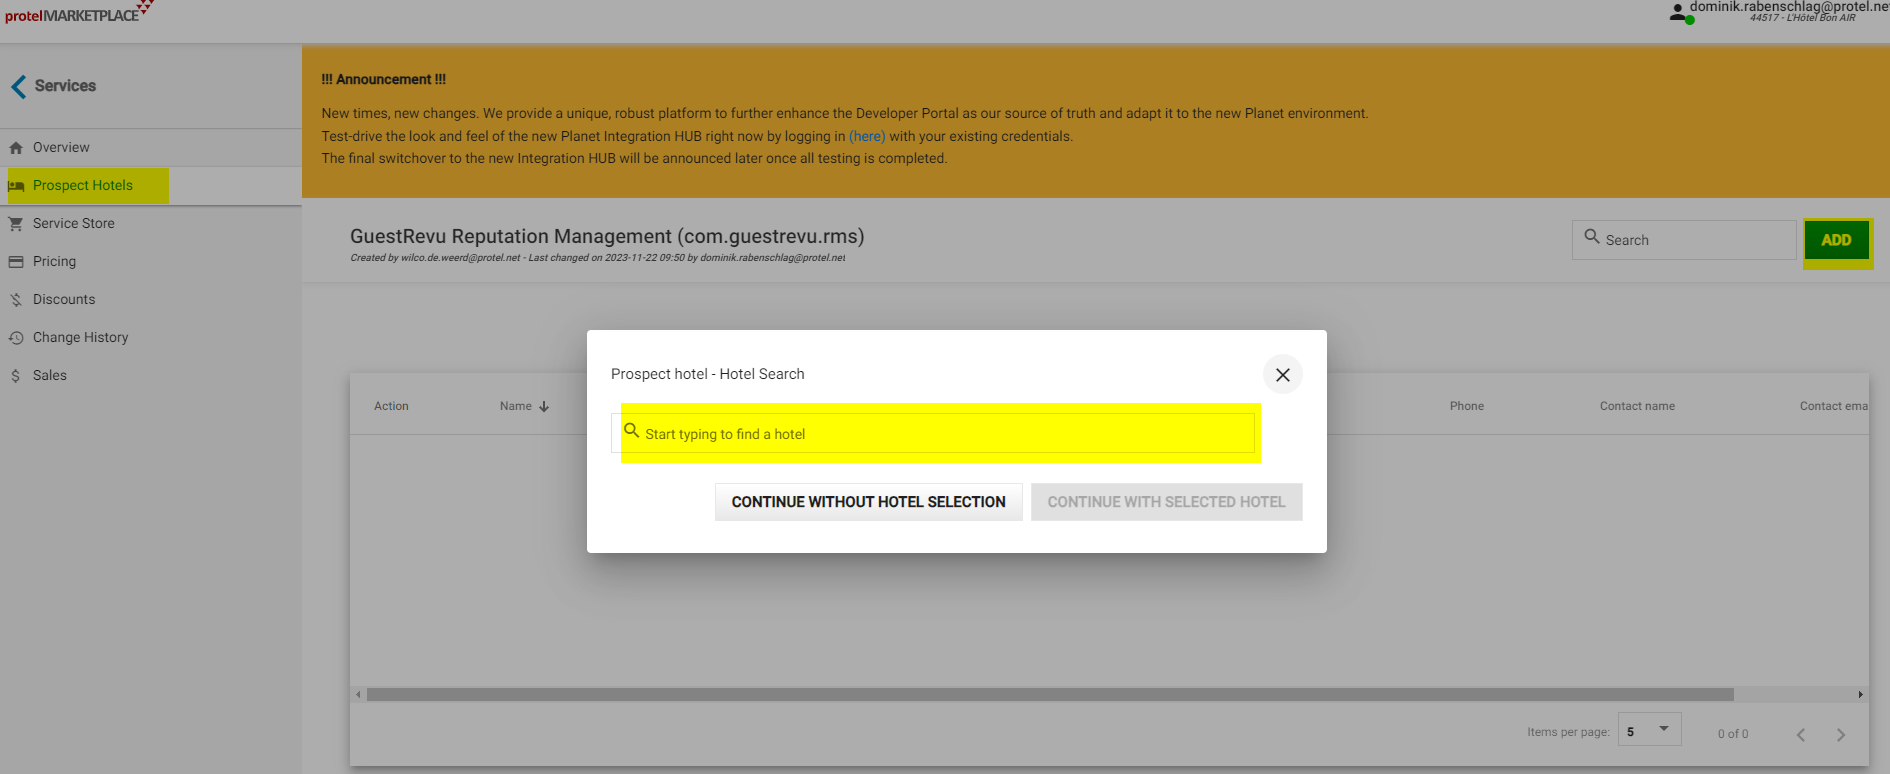 protelMARKETPLACE
dominik.rabenschlag@protel.ne
44517 - L'Hôtel Bon AIR
Services
Overview
Prospect Hotels
Service Store
Pricing
Discounts
Change History
Sales
!!! Announcement !!!
New times, new changes. We provide a unique, robust platform to further enhance the Developer Portal as our source of truth and adapt it to the new Planet environment.
Test-drive the look and feel of the new Planet Integration HUB right now by logging in (here) with your existing credentials.
The final switchover to the new Integration HUB will be announced later once all testing is completed.
GuestRevu Reputation Management (com.guestrevu.rms)
Created by wilco.de.weerd@protel.net - Last changed on 2023-11-22 09:50 by dominik.rabenschlag@protel.net
Search
ADD
Prospect hotel - Hotel Search
Start typing to find a hotel
CONTINUE WITHOUT HOTEL SELECTION CONTINUE WITH SELECTED HOTEL
Action Name Phone Contact name Contact ema
Items per page: 5 0 of 0